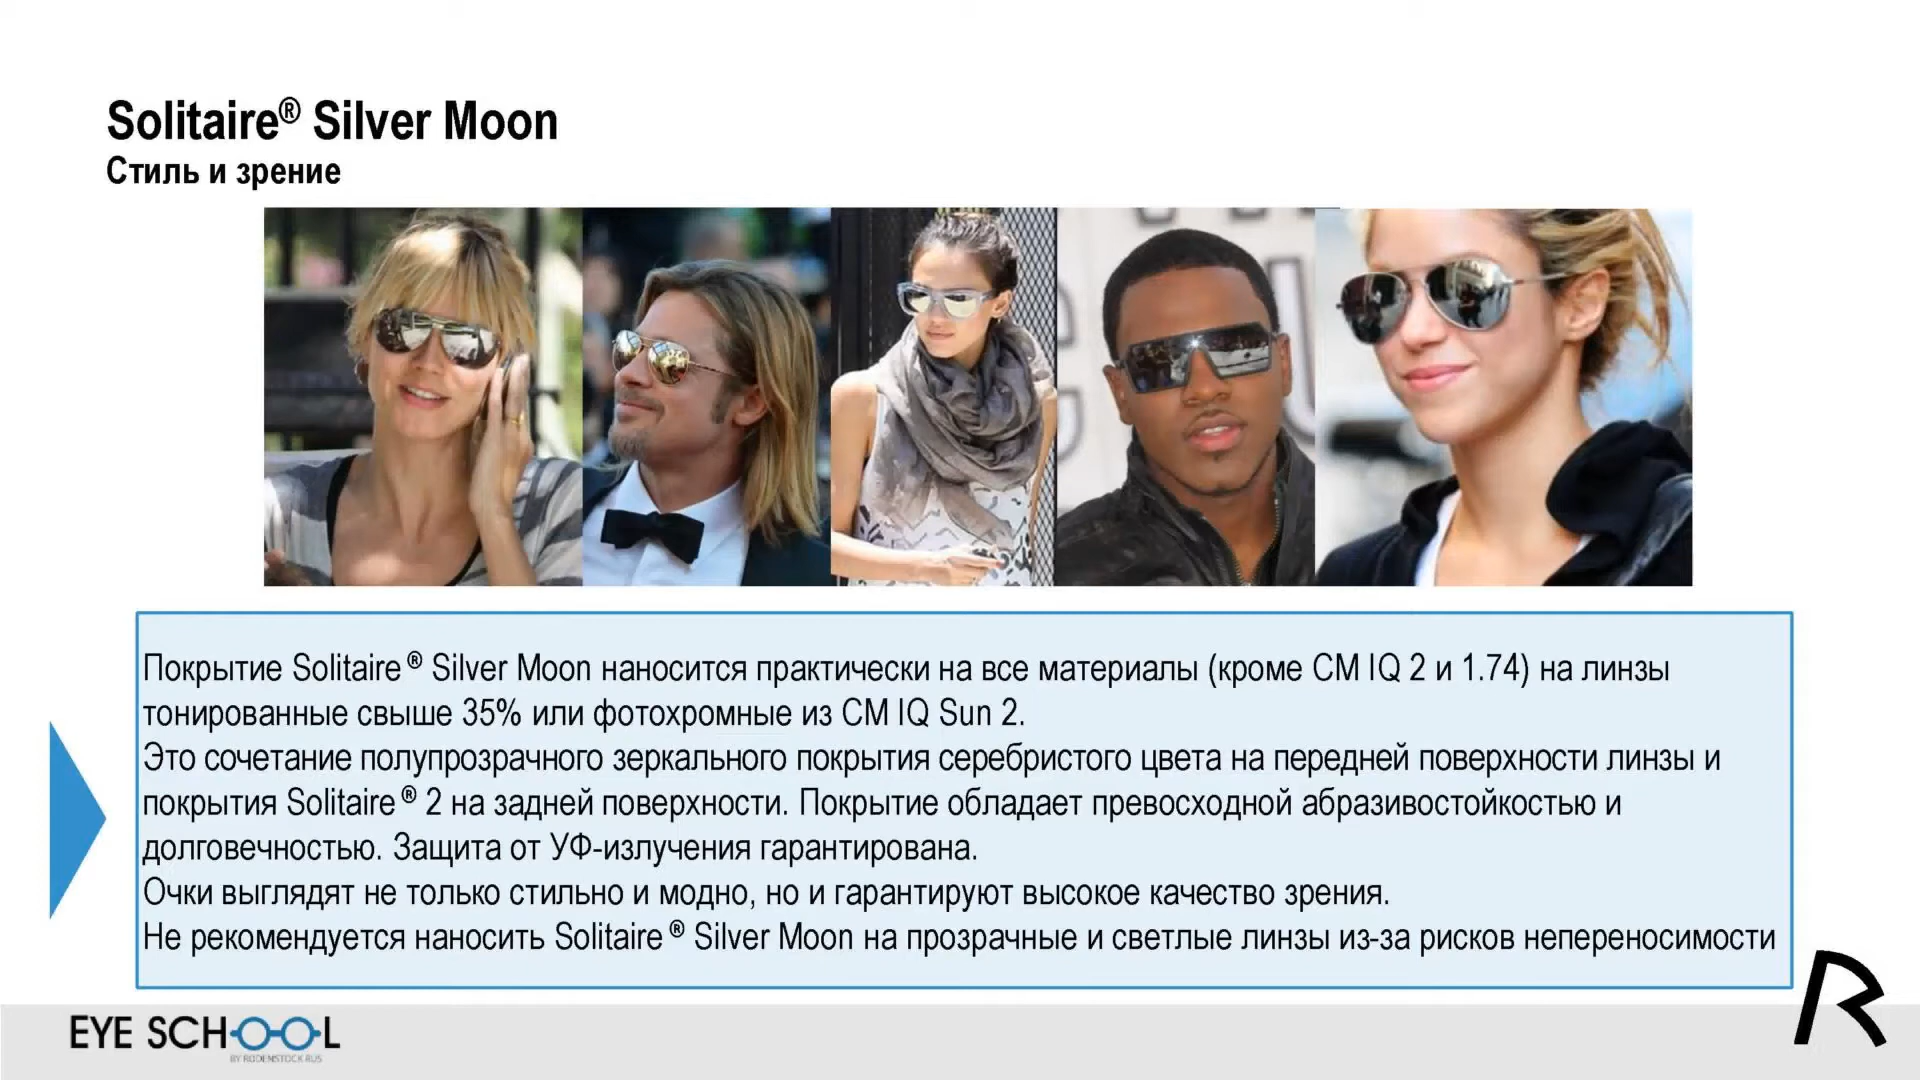 Solitaire® Silver Moon
Стиль и зрение
Покрытие Solitaire ® Silver Moon наносится практически на все материалы (кроме CM IQ 2 и 1.74) на линзы
тонированные свыше 35% или фотохромные из CM IQ Sun 2.
Это сочетание полупрозрачного зеркального покрытия серебристого цвета на передней поверхности линзы и
покрытия Solitaire ® 2 на задней поверхности. Покрытие обладает превосходной абразивостойкостью и
долговечностью. Защита от УФ-излучения гарантирована.
Очки выглядят не только стильно и модно, но и гарантируют высокое качество зрения.
Не рекомендуется наносить Solitaire ® Silver Moon на прозрачные и светлые линзы из-за рисков непереносимости
R
EYE SCHOOL
BY RODENSTOCK RUS